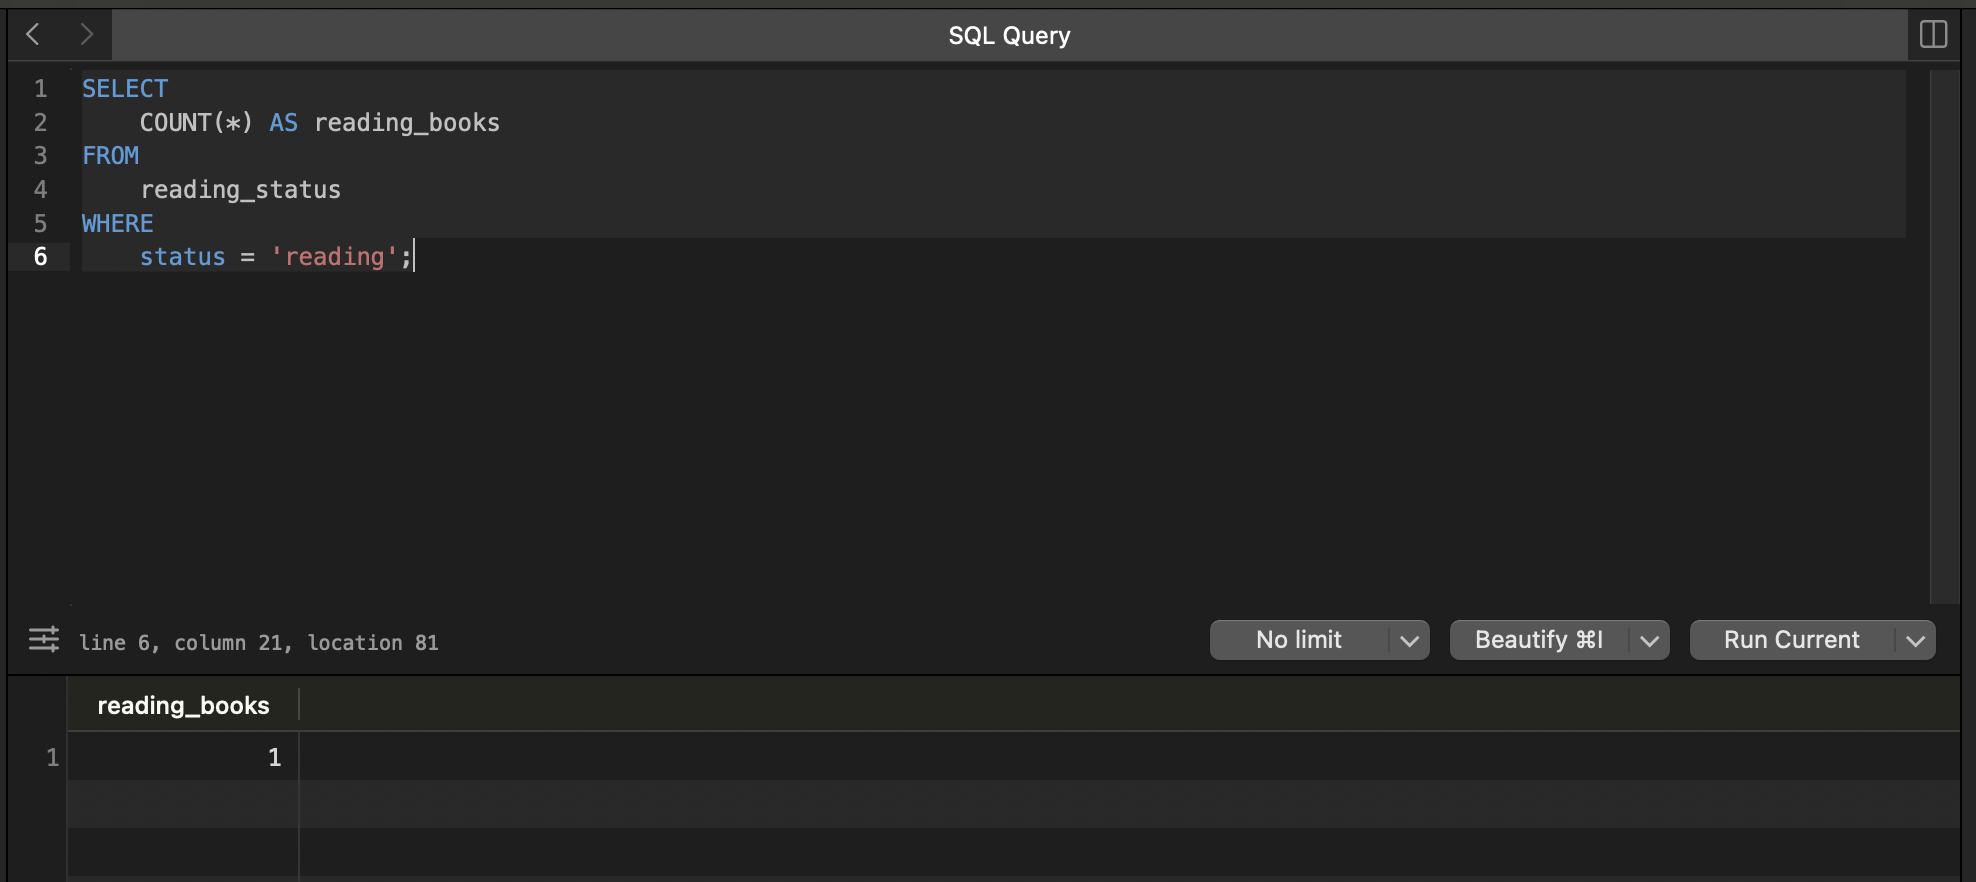 SQL Query
1 SELECT
2 COUNT(*) AS reading_books
3 FROM
4 reading_status
5 WHERE
6 status = 'reading';
line 6, column 21, location 81
No limit
Beautify ⌘I
Run Current
reading_books
1 1